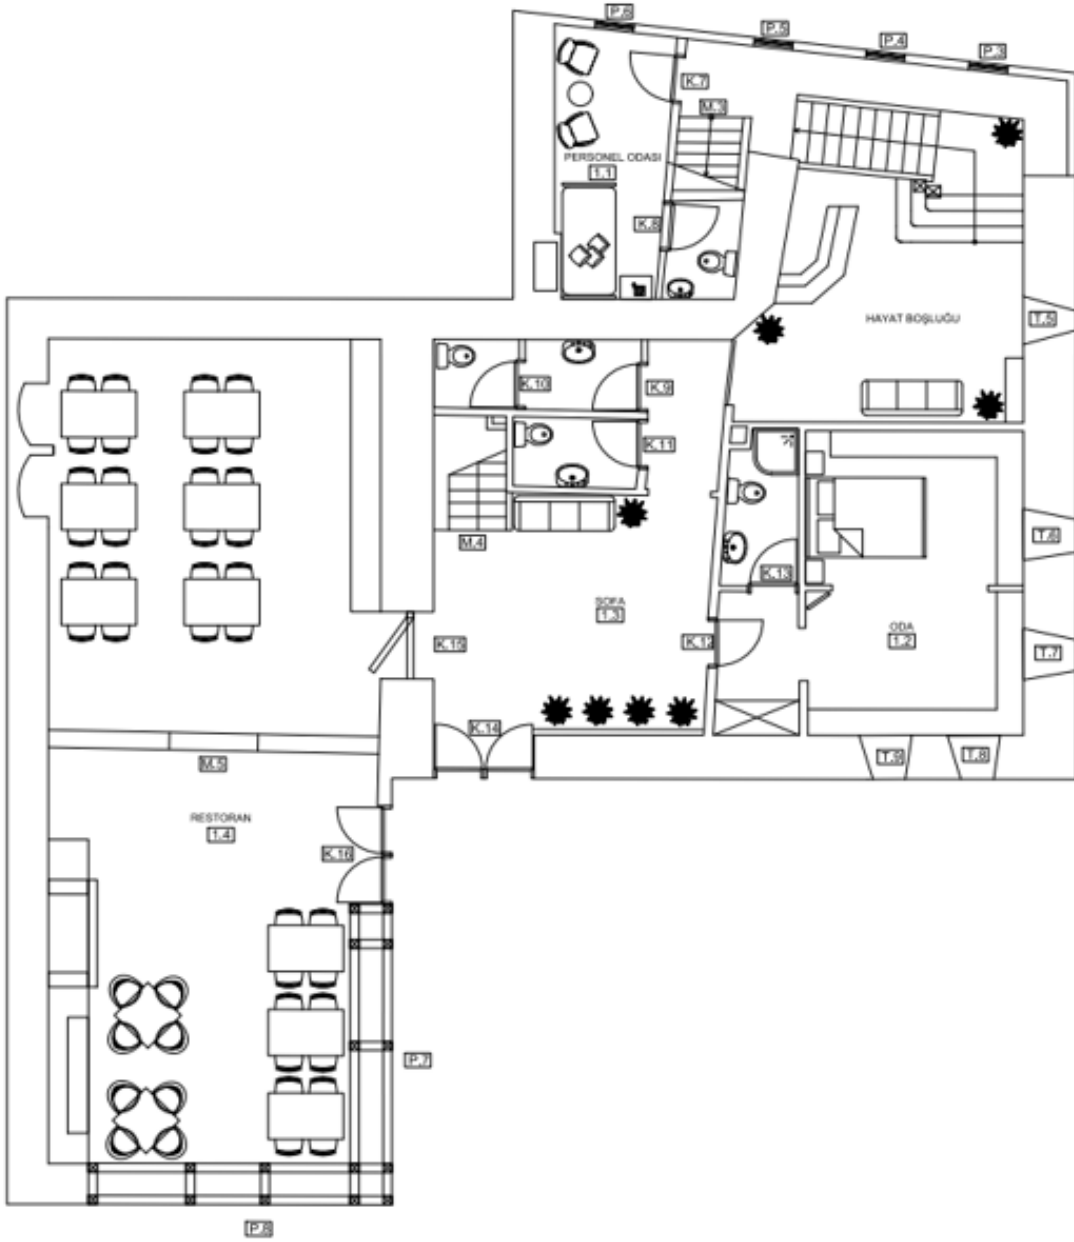 P.6
P.5
P.4
P.3
K.7
M.3
PERSONEL ODASI
1.1
K.8
HAYAT BOŞLUĞU
T.5
K.10
K.9
K.11
M.4
T.6
K.13
SOFA
1.3
ODA
1.2
K.15
K.12
T.7
K.14
T.9
T.8
M.5
RESTORAN
1.4
K.16
P.7
P.8